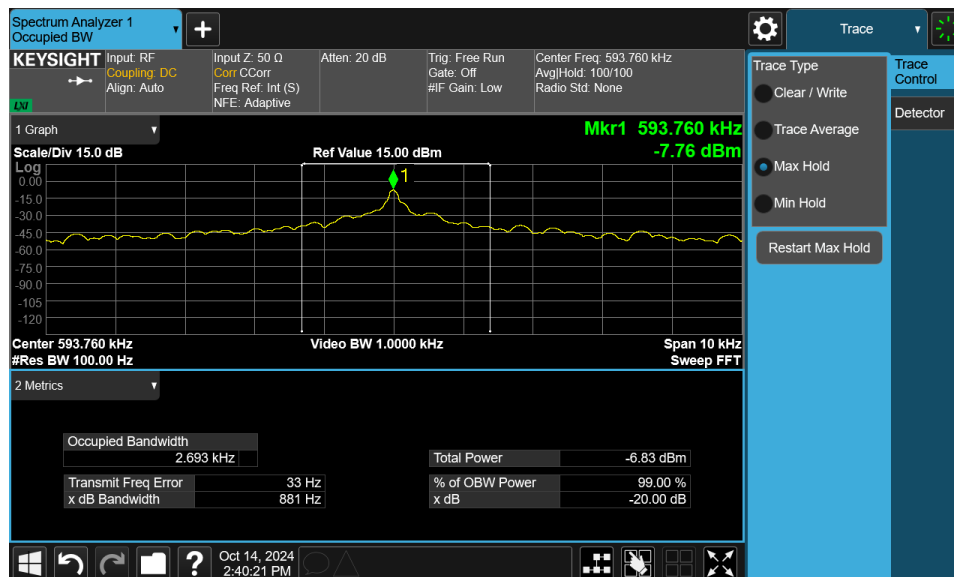 Spectrum Analyzer 1
Occupied BW
Trace
KEYSIGHT
LXI
Input: RF
Coupling: DC
Align: Auto
Input Z: 50 Ω
Corr CCorr
Freq Ref: Int (S)
NFE: Adaptive
Atten: 20 dB
Trig: Free Run
Gate: Off
#IF Gain: Low
Center Freq: 593.760 kHz
Avg|Hold: 100/100
Radio Std: None
Trace Type
Clear / Write
Trace Average
Max Hold
Min Hold
Restart Max Hold
Trace
Control
Detector
1 Graph
Mkr1 593.760 kHz
Scale/Div 15.0 dB
Ref Value 15.00 dBm
-7.76 dBm
Log
0.00
-15.0
-30.0
-45.0
-60.0
-75.0
-90.0
-105
-120
1
Center 593.760 kHz
Video BW 1.0000 kHz
Span 10 kHz
#Res BW 100.00 Hz
Sweep FFT
2 Metrics
Occupied Bandwidth
2.693 kHz
Total Power -6.83 dBm
Transmit Freq Error 33 Hz
% of OBW Power 99.00 %
x dB Bandwidth 881 Hz
x dB -20.00 dB
?
Oct 14, 2024
2:40:21 PM